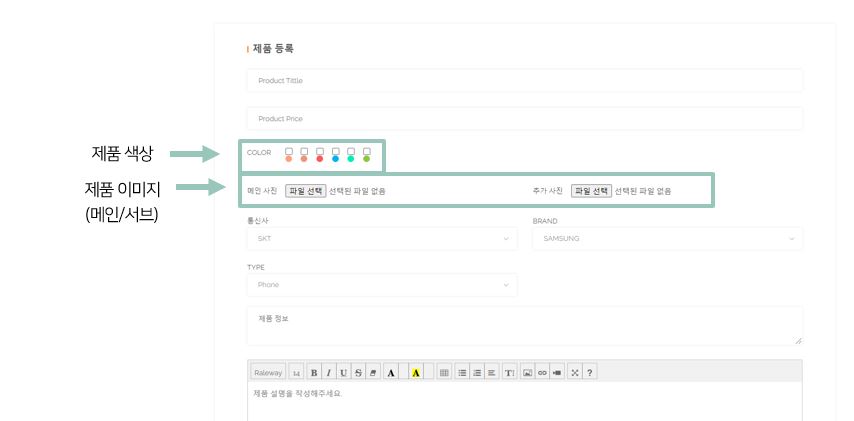 제품 등록
Product Tittle
Product Price
제품 색상
COLOR
제품 이미지
(메인/서브)
메인 사진 파일 선택 선택된 파일 없음 추가 사진 파일 선택 선택된 파일 없음
통신사 BRAND
SKT SAMSUNG
TYPE
Phone
제품 정보
Raleway 14 B I U S A A T ?
제품 설명을 작성해주세요.